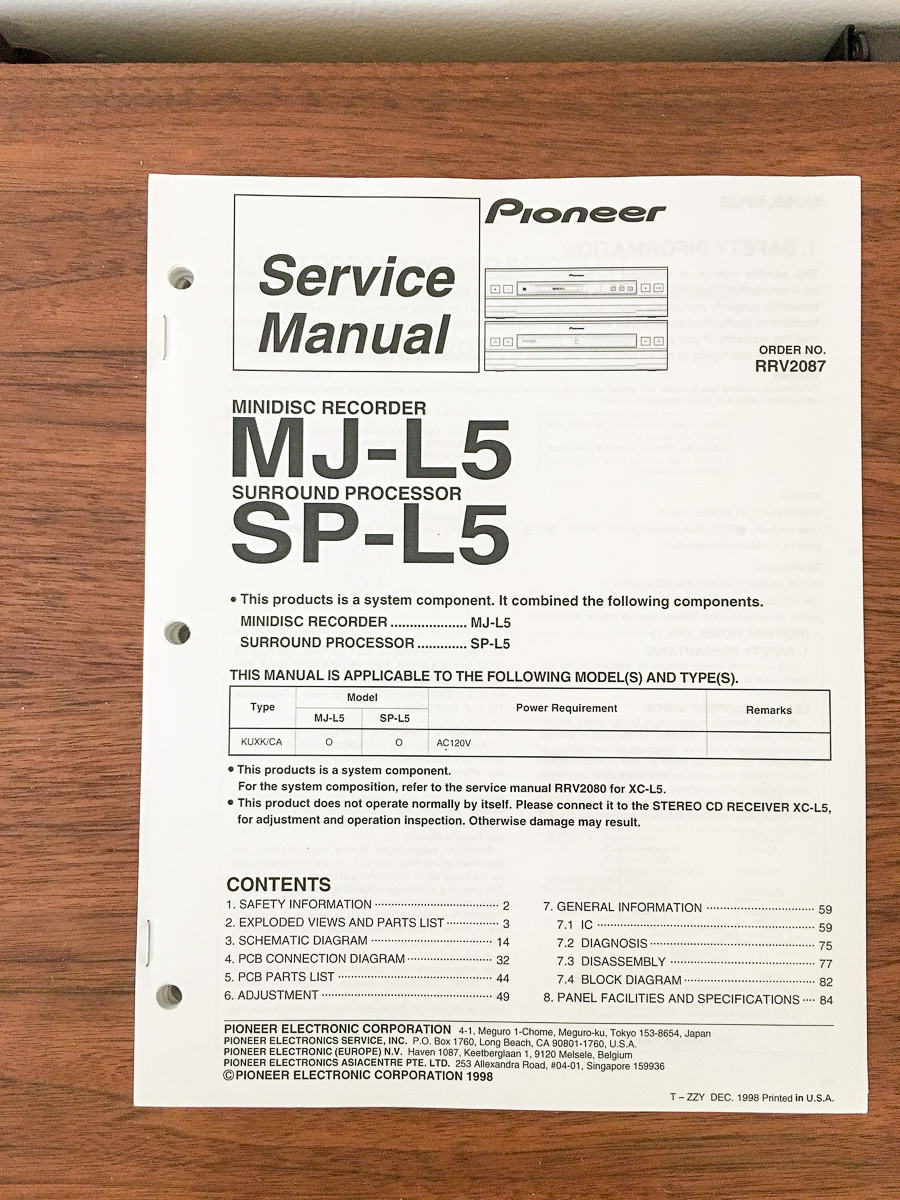 Pioneer
Service
Manual
ORDER NO.
RRV2087
MINIDISC RECORDER
MJ-L5
SURROUND PROCESSOR
SP-L5
• This products is a system component. It combined the following components.
MINIDISC RECORDER ................... MJ-L5
SURROUND PROCESSOR ............ SP-L5
THIS MANUAL IS APPLICABLE TO THE FOLLOWING MODEL(S) AND TYPE(S).
Type Model Power Requirement Remarks
MJ-L5 SP-L5
KUXK/CA O O AC120V
• This products is a system component.
For the system composition, refer to the service manual RRV2080 for XC-L5.
• This product does not operate normally by itself. Please connect it to the STEREO CD RECEIVER XC-L5,
for adjustment and operation inspection. Otherwise damage may result.
CONTENTS
1. SAFETY INFORMATION ································ 2
2. EXPLODED VIEWS AND PARTS LIST ············· 3
3. SCHEMATIC DIAGRAM ······························· 14
4. PCB CONNECTION DIAGRAM ····················· 32
5. PCB PARTS LIST ······································· 44
6. ADJUSTMENT ··········································· 49
7. GENERAL INFORMATION ··························· 59
7.1 IC ························································· 59
7.2 DIAGNOSIS ··········································· 75
7.3 DISASSEMBLY ······································ 77
7.4 BLOCK DIAGRAM ·································· 82
8. PANEL FACILITIES AND SPECIFICATIONS ···· 84
PIONEER ELECTRONIC CORPORATION 4-1, Meguro 1-Chome, Meguro-ku, Tokyo 153-8654, Japan
PIONEER ELECTRONICS SERVICE, INC. P.O. Box 1760, Long Beach, CA 90801-1760, U.S.A.
PIONEER ELECTRONIC (EUROPE) N.V. Haven 1087, Keetberglaan 1, 9120 Melsele, Belgium
PIONEER ELECTRONICS ASIACENTRE PTE. LTD. 253 Allexandra Road, #04-01, Singapore 159936
©PIONEER ELECTRONIC CORPORATION 1998
T – ZZY DEC. 1998 Printed in U.S.A.